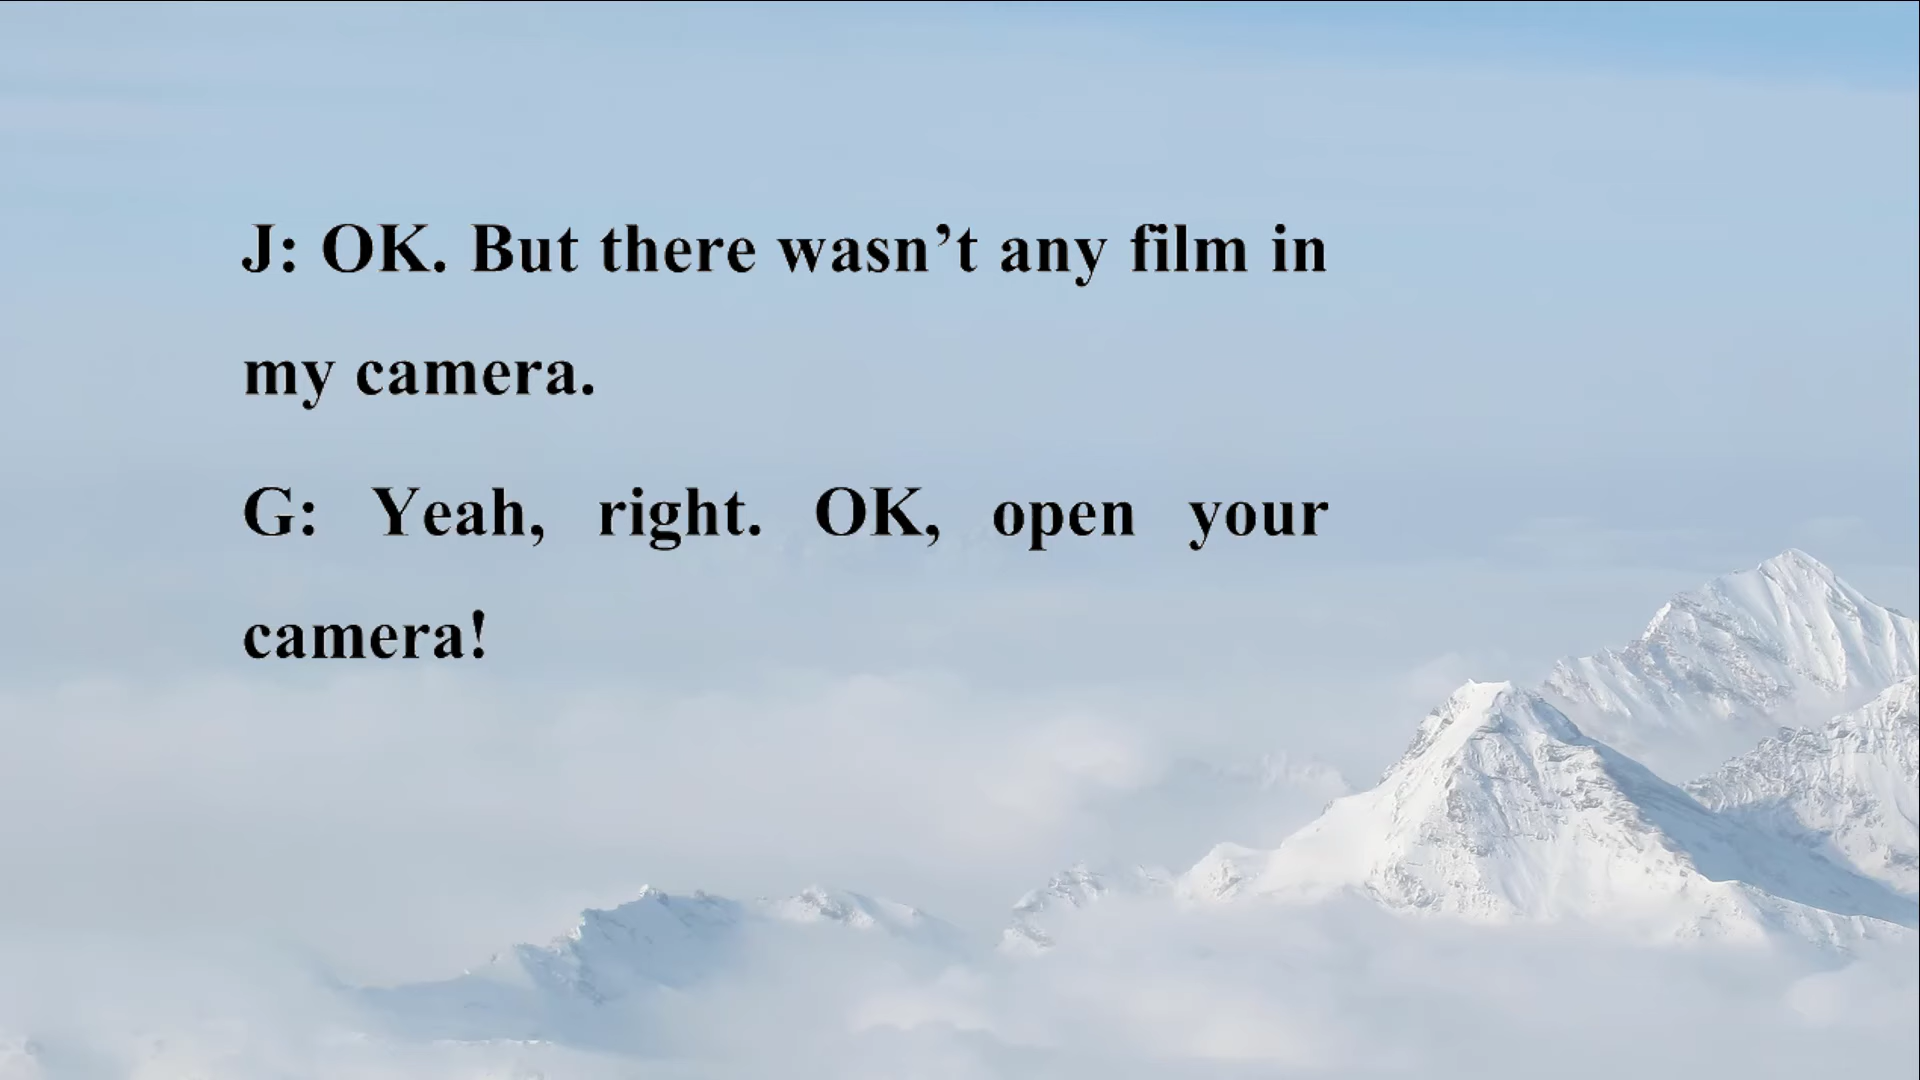 J: OK. But there wasn’t any film in
my camera.
G: Yeah, right. OK, open your
camera!